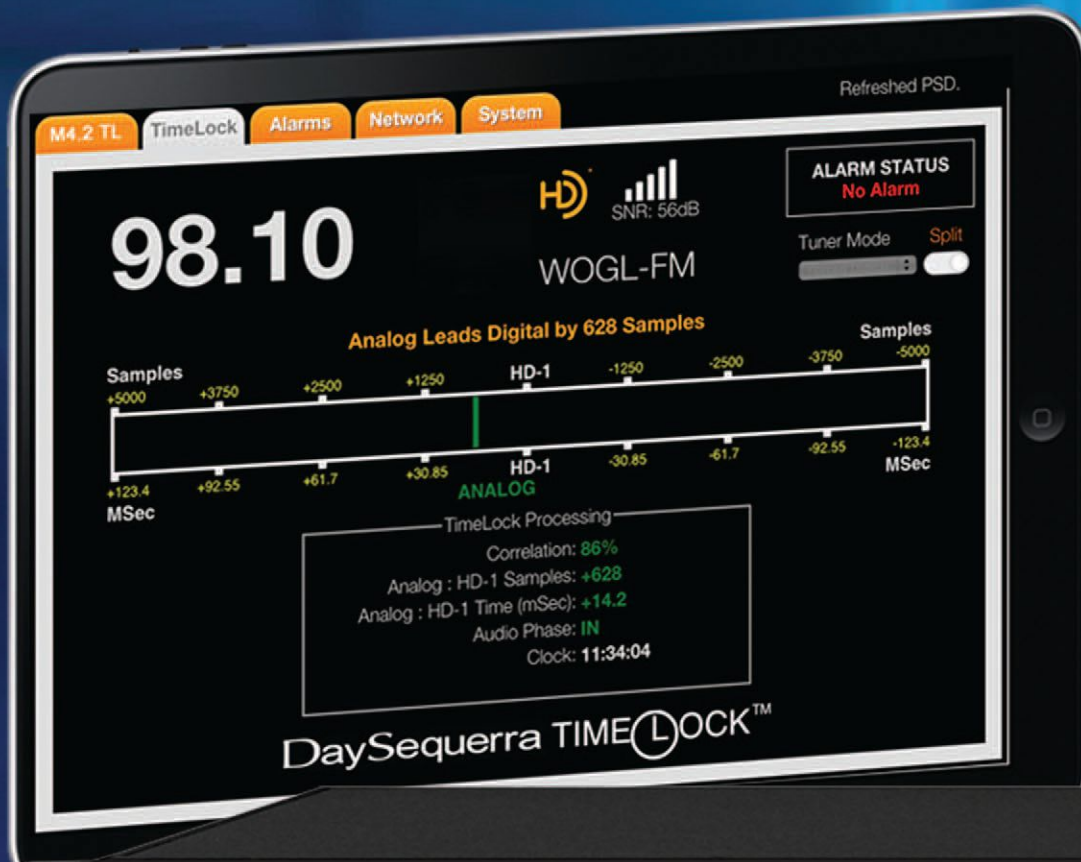 Refreshed PSD.
M4.2 TL TimeLock Alarms Network System
98.10
HD
SNR: 56dB
WOGL-FM
ALARM STATUS
No Alarm
Tuner Mode Split
Analog Leads Digital by 628 Samples
Samples Samples
+5000 +3750 +2500 +1250 HD-1 -1250 -2500 -3750 -5000
+123.4 +92.55 +61.7 +30.85 HD-1 -30.85 -61.7 -92.55 -123.4
MSec ANALOG MSec
TimeLock Processing
Correlation: 86%
Analog : HD-1 Samples: +628
Analog : HD-1 Time (mSec): +14.2
Audio Phase: IN
Clock: 11:34:04
DaySequerra TIMELOCK™